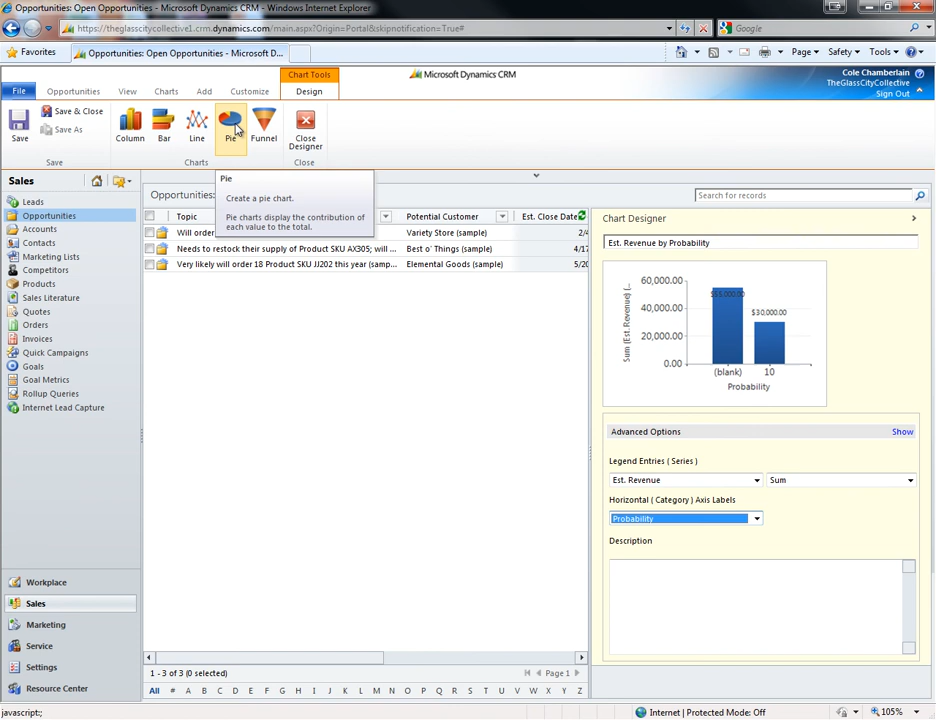 Opportunities: Open Opportunities - Microsoft Dynamics CRM - Windows Internet Explorer
https://theglasscitycollective1.crm.dynamics.com/main.aspx?Origin=Portal&skipnotification=True#
Google
Favorites
Opportunities: Open Opportunities - Microsoft D...
Page
Safety
Tools
Chart Tools
Microsoft Dynamics CRM
Cole Chamberlain
TheGlassCityCollective
Sign Out
File
Opportunities
View
Charts
Add
Customize
Design
Save
Save & Close
Save As
Column
Bar
Line
Pie
Funnel
Close Designer
Save
Charts
Close
Sales
Leads
Opportunities
Accounts
Contacts
Marketing Lists
Competitors
Products
Sales Literature
Quotes
Orders
Invoices
Quick Campaigns
Goals
Goal Metrics
Rollup Queries
Internet Lead Capture
Workplace
Sales
Marketing
Service
Settings
Resource Center
Pie
Create a pie chart.
Pie charts display the contribution of
each value to the total.
Opportunities:
Search for records
Topic
Potential Customer
Est. Close Date
Will order
Variety Store (sample)
2/4
Needs to restock their supply of Product SKU AX305; will ...
Best o' Things (sample)
4/17
Very likely will order 18 Product SKU JJ202 this year (samp...
Elemental Goods (sample)
5/20
1 - 3 of 3 (0 selected)
Page 1
All # A B C D E F G H I J K L M N O P Q R S T U V W X Y Z
Chart Designer
Est. Revenue by Probability
60,000.00
40,000.00
20,000.00
0.00
Sum (Est. Revenue) (...
$55,000.00
$30,000.00
(blank)
10
Probability
Advanced Options
Show
Legend Entries ( Series )
Est. Revenue
Sum
Horizontal ( Category ) Axis Labels
Probability
Description
javascript:;
Internet | Protected Mode: Off
105%